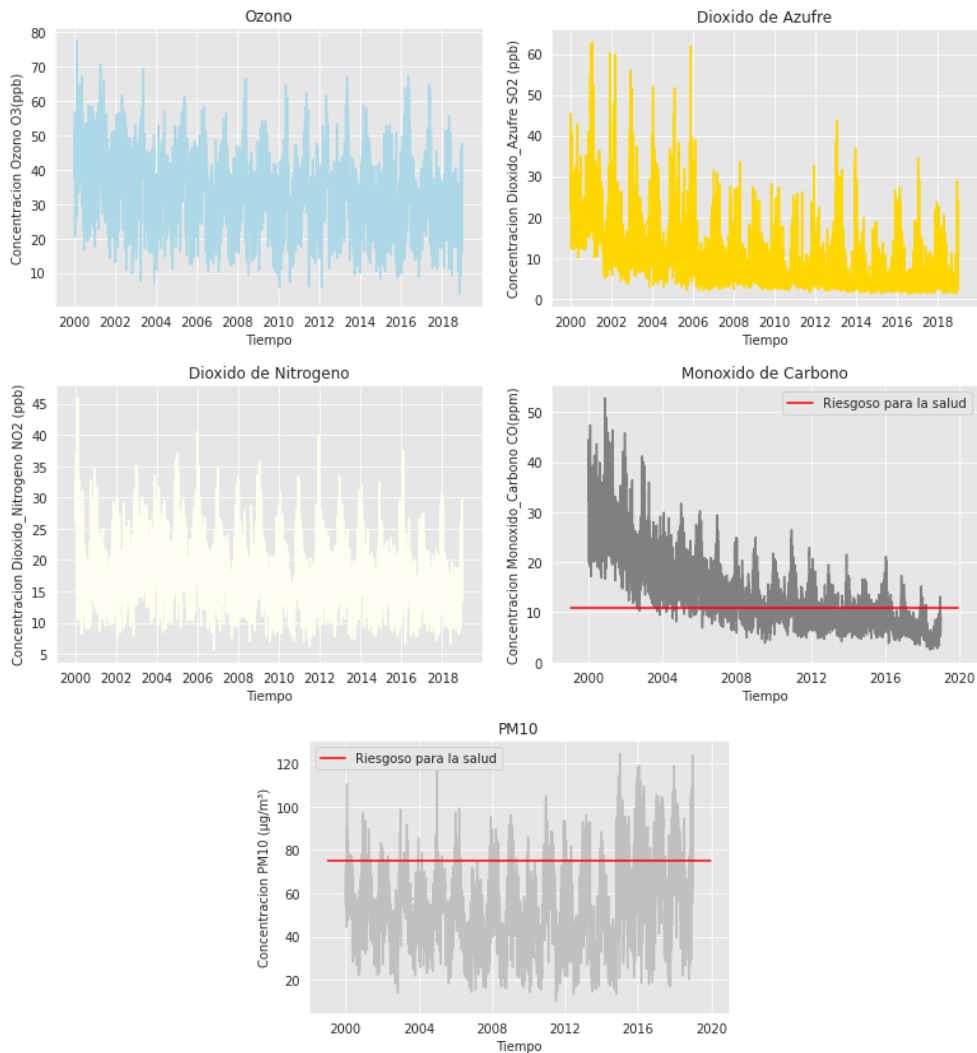 Ozono
Concentracion Ozono O3(ppb)
80
70
60
50
40
30
20
10
2000 2002 2004 2006 2008 2010 2012 2014 2016 2018
Tiempo
Dioxido de Azufre
Concentracion Dioxido_Azufre SO2 (ppb)
60
50
40
30
20
10
0
2000 2002 2004 2006 2008 2010 2012 2014 2016 2018
Tiempo
Dioxido de Nitrogeno
Concentracion Dioxido_Nitrogeno NO2 (ppb)
45
40
35
30
25
20
15
10
5
2000 2002 2004 2006 2008 2010 2012 2014 2016 2018
Tiempo
Monoxido de Carbono
Riesgoso para la salud
Concentracion Monoxido_Carbono CO(ppm)
50
40
30
20
10
0
2000 2004 2008 2012 2016 2020
Tiempo
PM10
Riesgoso para la salud
Concentracion PM10 (μg/m³)
120
100
80
60
40
20
2000 2004 2008 2012 2016 2020
Tiempo